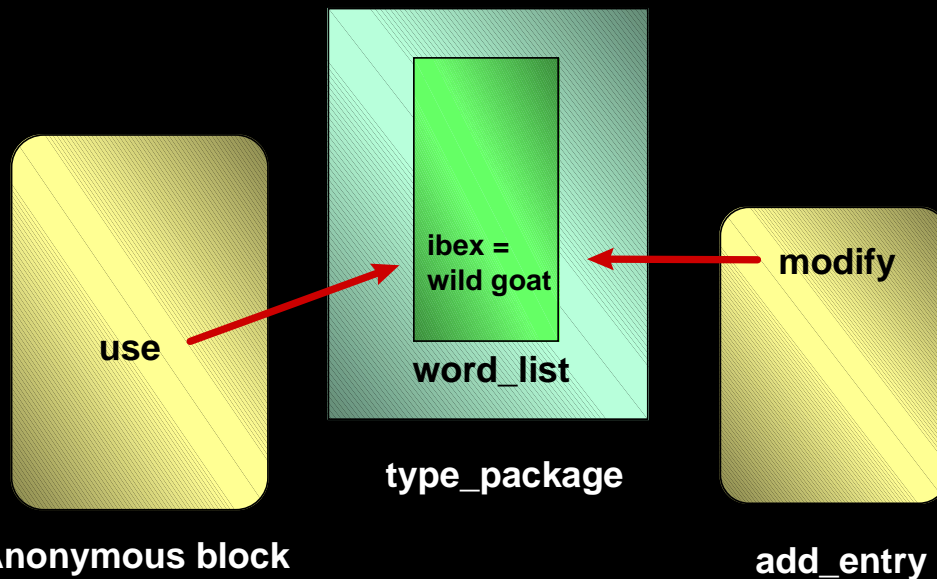 ibex =
wild goat
modify
use
word_list
type_package
Anonymous block
add_entry